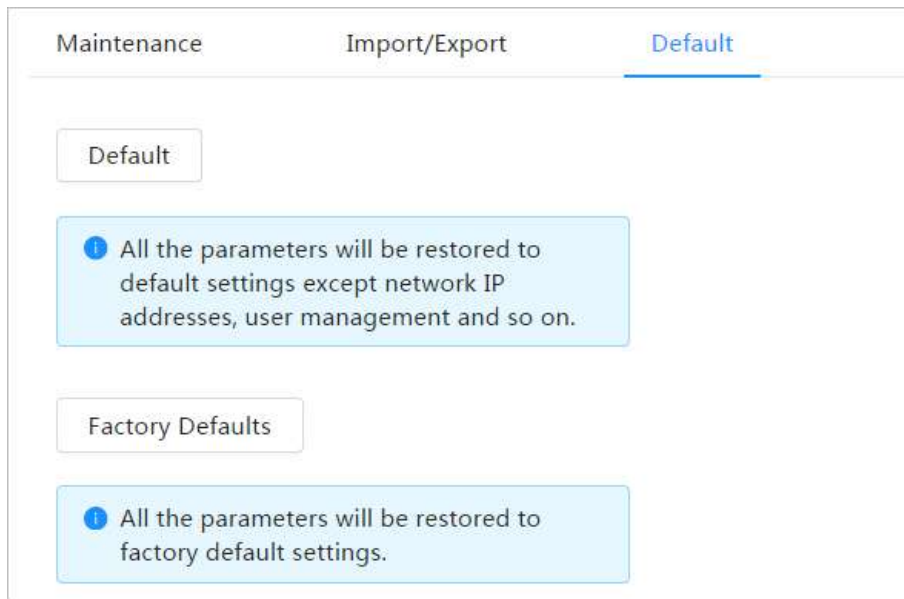 Maintenance Import/Export Default
Default
All the parameters will be restored to
default settings except network IP
addresses, user management and so on.
Factory Defaults
All the parameters will be restored to
factory default settings.